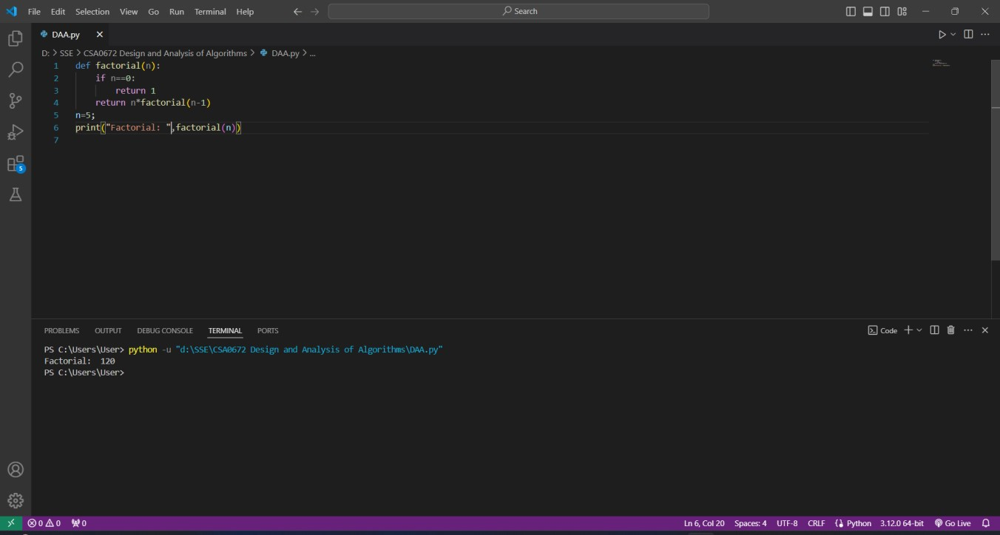 File Edit Selection View Go Run Terminal Help Search
DAA.py
D: > SSE > CSA0672 Design and Analysis of Algorithms > DAA.py > ...
1 def factorial(n):
2     if n==0:
3         return 1
4     return n*factorial(n-1)
5 n=5;
6 print("Factorial: ",factorial(n))
7
5
PROBLEMS OUTPUT DEBUG CONSOLE TERMINAL PORTS Code
PS C:\Users\User> python -u "d:\SSE\CSA0672 Design and Analysis of Algorithms\DAA.py"
Factorial:  120
PS C:\Users\User>
0 0 0 Ln 6, Col 20 Spaces: 4 UTF-8 CRLF Python 3.12.0 64-bit Go Live